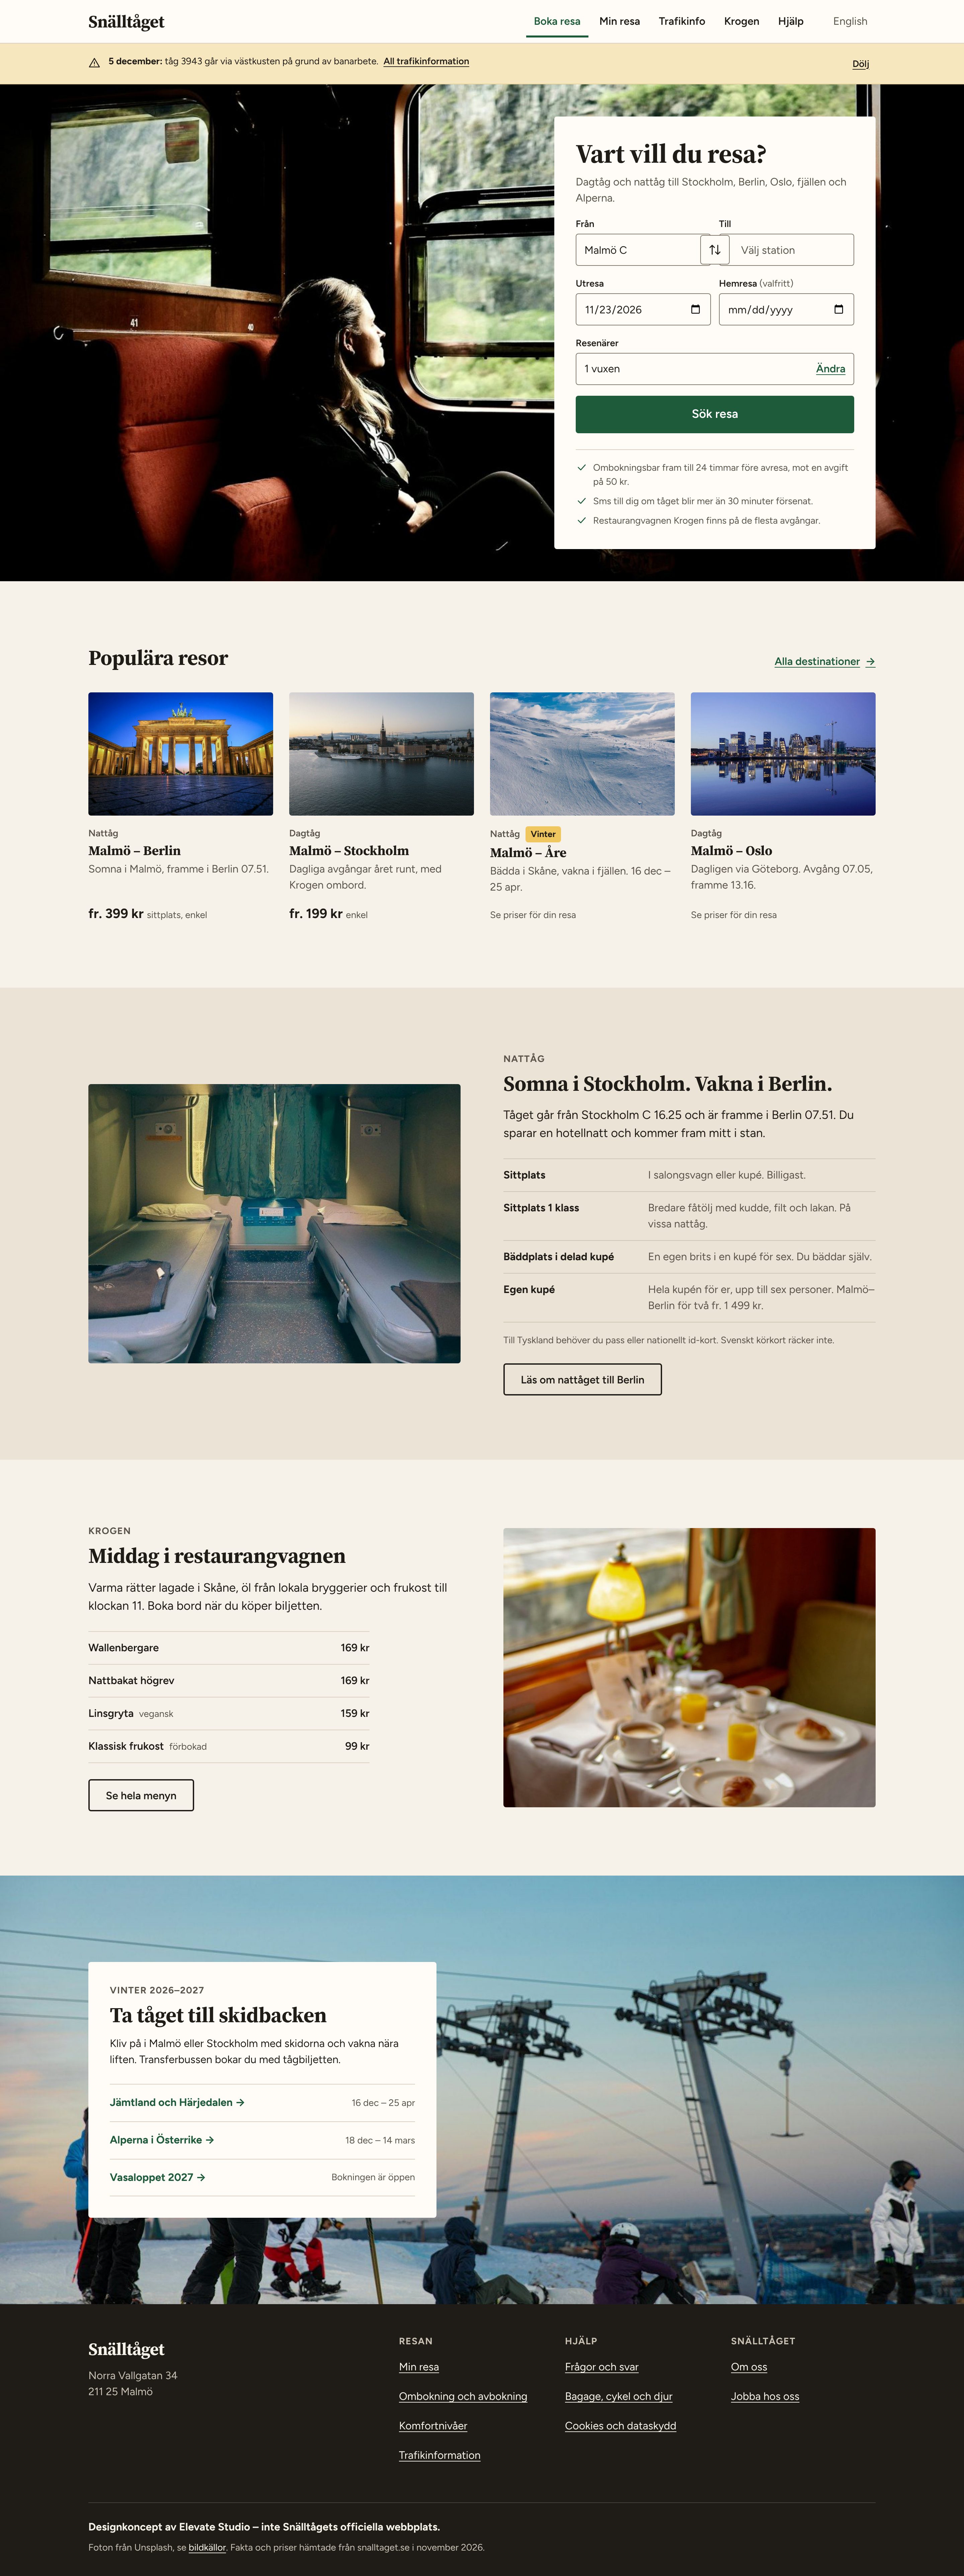 Snälltåget
Boka resa Min resa Trafikinfo Krogen Hjälp English
5 december: tåg 3943 går via västkusten på grund av banarbete. All trafikinformation
Dölj
41
40
Vart vill du resa?
Dagtåg och nattåg till Stockholm, Berlin, Oslo, fjällen och
Alperna.
Från Till
Malmö C Välj station
Utresa Hemresa (valfritt)
11/23/2026 mm/dd/yyyy
Resenärer
1 vuxen Ändra
Sök resa
Ombokningsbar fram till 24 timmar före avresa, mot en avgift
på 50 kr.
Sms till dig om tåget blir mer än 30 minuter försenat.
Restaurangvagnen Krogen finns på de flesta avgångar.
Populära resor
Alla destinationer →
Nattåg
Malmö – Berlin
Somna i Malmö, framme i Berlin 07.51.
fr. 399 kr sittplats, enkel
Dagtåg
Malmö – Stockholm
Dagliga avgångar året runt, med
Krogen ombord.
fr. 199 kr enkel
Nattåg Vinter
Malmö – Åre
Bädda i Skåne, vakna i fjällen. 16 dec –
25 apr.
Se priser för din resa
Dagtåg
Malmö – Oslo
Dagligen via Göteborg. Avgång 07.05,
framme 13.16.
Se priser för din resa
NATTÅG
Somna i Stockholm. Vakna i Berlin.
Tåget går från Stockholm C 16.25 och är framme i Berlin 07.51. Du
sparar en hotellnatt och kommer fram mitt i stan.
Sittplats I salongsvagn eller kupé. Billigast.
Sittplats 1 klass Bredare fåtölj med kudde, filt och lakan. På
vissa nattåg.
Bäddplats i delad kupé En egen brits i en kupé för sex. Du bäddar själv.
Egen kupé Hela kupén för er, upp till sex personer. Malmö–
Berlin för två fr. 1 499 kr.
Till Tyskland behöver du pass eller nationellt id-kort. Svenskt körkort räcker inte.
Läs om nattåget till Berlin
KROGEN
Middag i restaurangvagnen
Varma rätter lagade i Skåne, öl från lokala bryggerier och frukost till
klockan 11. Boka bord när du köper biljetten.
Wallenbergare 169 kr
Nattbakat högrev 169 kr
Linsgryta vegansk 159 kr
Klassisk frukost förbokad 99 kr
Se hela menyn
VINTER 2026–2027
Ta tåget till skidbacken
Kliv på i Malmö eller Stockholm med skidorna och vakna nära
liften. Transferbussen bokar du med tågbiljetten.
Jämtland och Härjedalen → 16 dec – 25 apr
Alperna i Österrike → 18 dec – 14 mars
Vasaloppet 2027 → Bokningen är öppen
Snälltåget
Norra Vallgatan 34
211 25 Malmö
RESAN
Min resa
Ombokning och avbokning
Komfortnivåer
Trafikinformation
HJÄLP
Frågor och svar
Bagage, cykel och djur
Cookies och dataskydd
SNÄLLTÅGET
Om oss
Jobba hos oss
Designkoncept av Elevate Studio – inte Snälltågets officiella webbplats.
Foton från Unsplash, se bildkällor. Fakta och priser hämtade från snalltaget.se i november 2026.